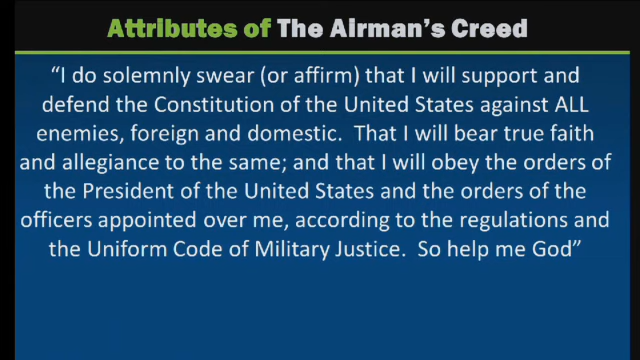 Attributes of The Airman's Creed
"I do solemnly swear (or affirm) that I will support and
defend the Constitution of the United States against ALL
enemies, foreign and domestic.  That I will bear true faith
and allegiance to the same; and that I will obey the orders of
the President of the United States and the orders of the
officers appointed over me, according to the regulations and
the Uniform Code of Military Justice.  So help me God"